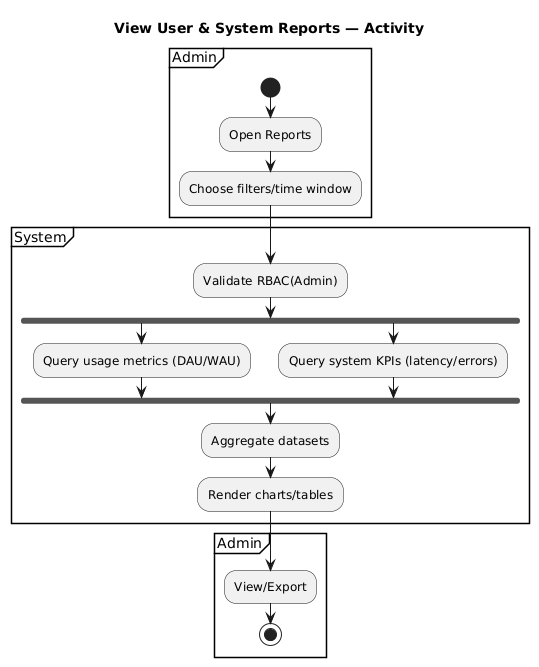 View User & System Reports — Activity
Admin
Open Reports
Choose filters/time window
System
Validate RBAC(Admin)
Query usage metrics (DAU/WAU)
Query system KPIs (latency/errors)
Aggregate datasets
Render charts/tables
Admin
View/Export